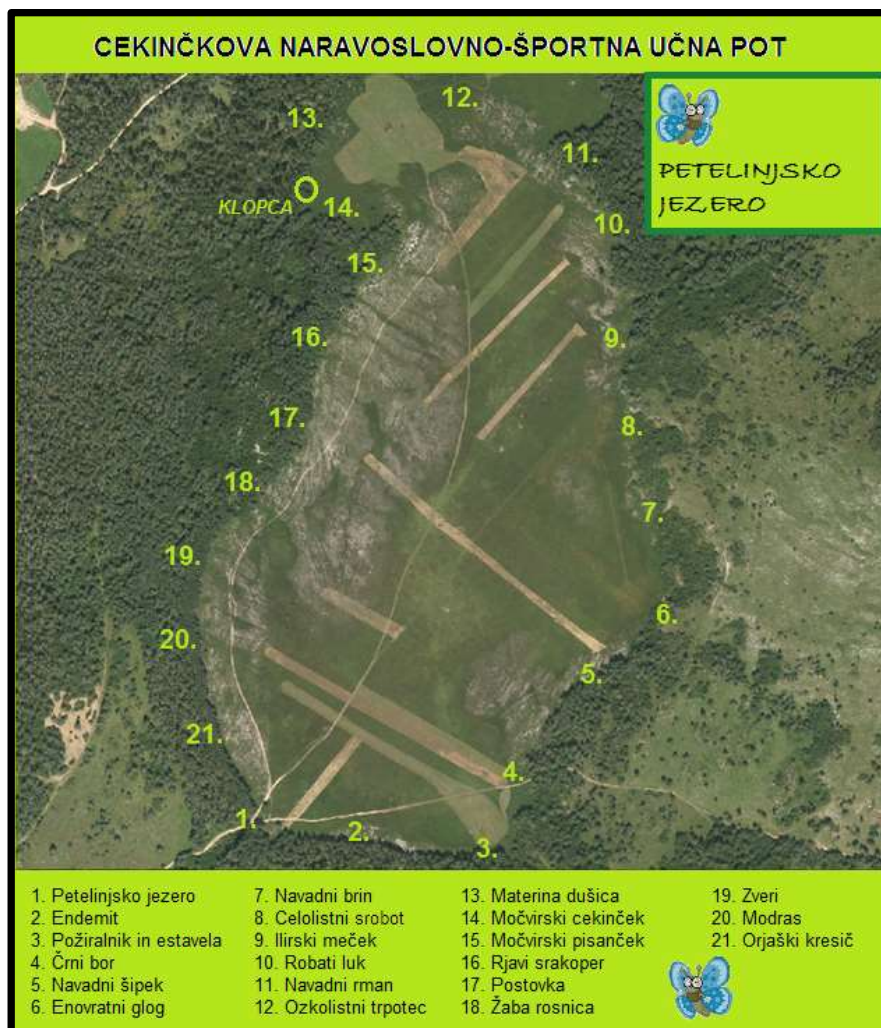 CEKINČKOVA NARAVOSLOVNO-ŠPORTNA UČNA POT
PETELINJSKO
JEZERO
12.
13.
11.
KLOPCA
14.
10.
15.
16.
9.
17.
8.
18.
7.
19.
6.
20.
5.
21.
4.
1.
2.
3.
1. Petelinjsko jezero
2. Endemit
3. Požiralnik in estavela
4. Črni bor
5. Navadni šipek
6. Enovratni glog
7. Navadni brin
8. Celolistni srobot
9. Ilirski meček
10. Robati luk
11. Navadni rman
12. Ozkolistni trpotec
13. Materina dušica
14. Močvirski cekinček
15. Močvirski pisanček
16. Rjavi srakoper
17. Postovka
18. Žaba rosnica
19. Zveri
20. Modras
21. Orjaški kresič